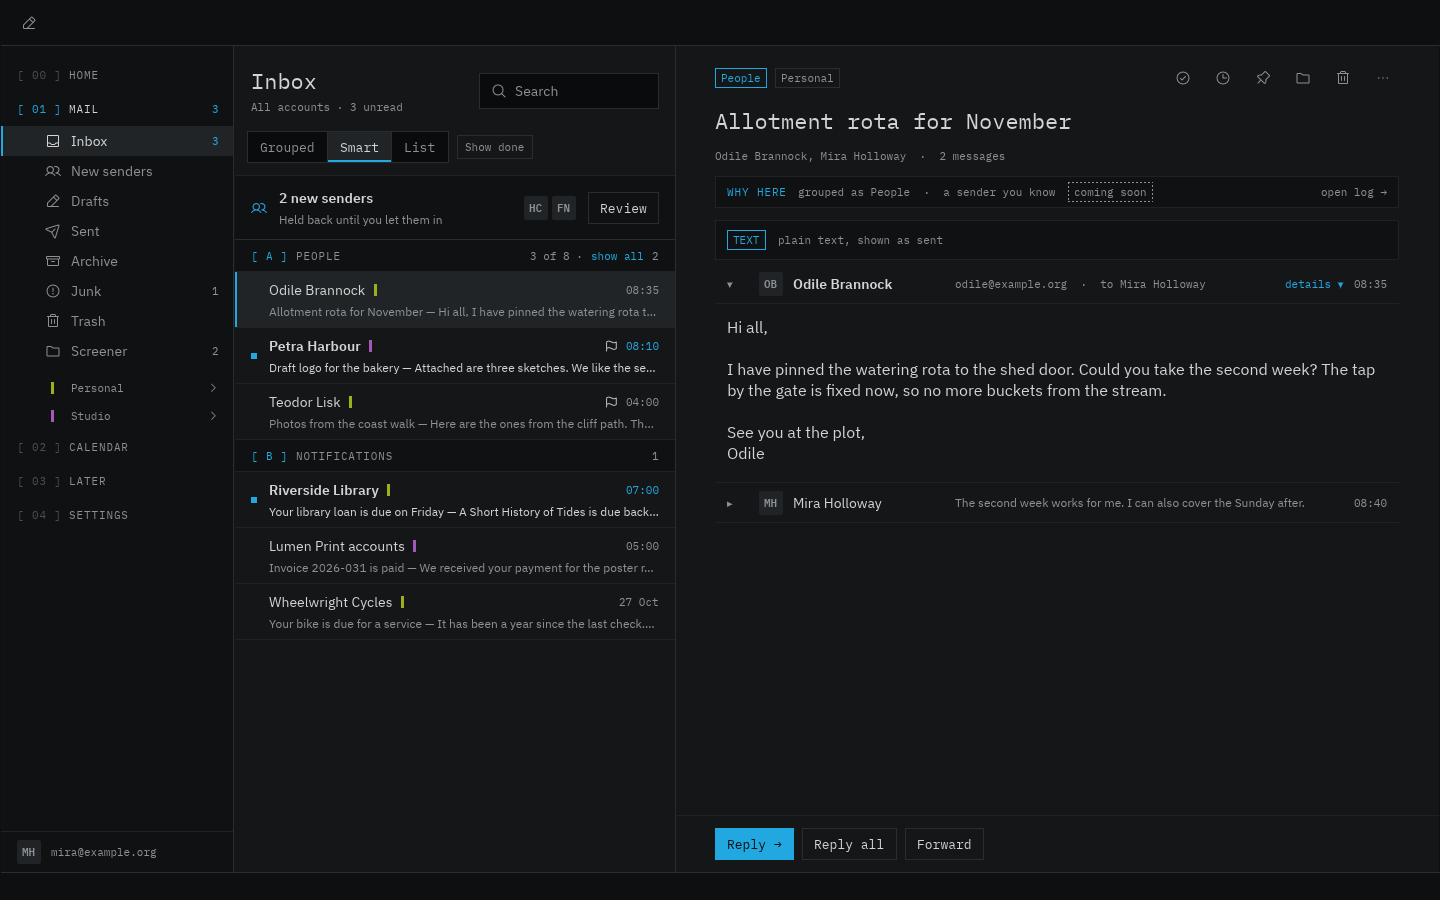 [ 00 ] HOME
[ 01 ] MAIL 3
Inbox 3
New senders
Drafts
Sent
Archive
Junk 1
Trash
Screener 2
Personal
Studio
[ 02 ] CALENDAR
[ 03 ] LATER
[ 04 ] SETTINGS
MH mira@example.org
Inbox
All accounts · 3 unread
Search
Grouped Smart List Show done
2 new senders
Held back until you let them in
HC FN Review
[ A ] PEOPLE 3 of 8 · show all 2
Odile Brannock 08:35
Allotment rota for November — Hi all, I have pinned the watering rota t…
Petra Harbour 08:10
Draft logo for the bakery — Attached are three sketches. We like the se…
Teodor Lisk 04:00
Photos from the coast walk — Here are the ones from the cliff path. Th…
[ B ] NOTIFICATIONS 1
Riverside Library 07:00
Your library loan is due on Friday — A Short History of Tides is due back…
Lumen Print accounts 05:00
Invoice 2026-031 is paid — We received your payment for the poster r…
Wheelwright Cycles 27 Oct
Your bike is due for a service — It has been a year since the last check.…
People Personal
Allotment rota for November
Odile Brannock, Mira Holloway · 2 messages
WHY HERE grouped as People · a sender you know coming soon open log →
TEXT plain text, shown as sent
▾ OB Odile Brannock odile@example.org · to Mira Holloway details ▾ 08:35
Hi all,
I have pinned the watering rota to the shed door. Could you take the second week? The tap
by the gate is fixed now, so no more buckets from the stream.
See you at the plot,
Odile
▸ MH Mira Holloway The second week works for me. I can also cover the Sunday after. 08:40
Reply → Reply all Forward